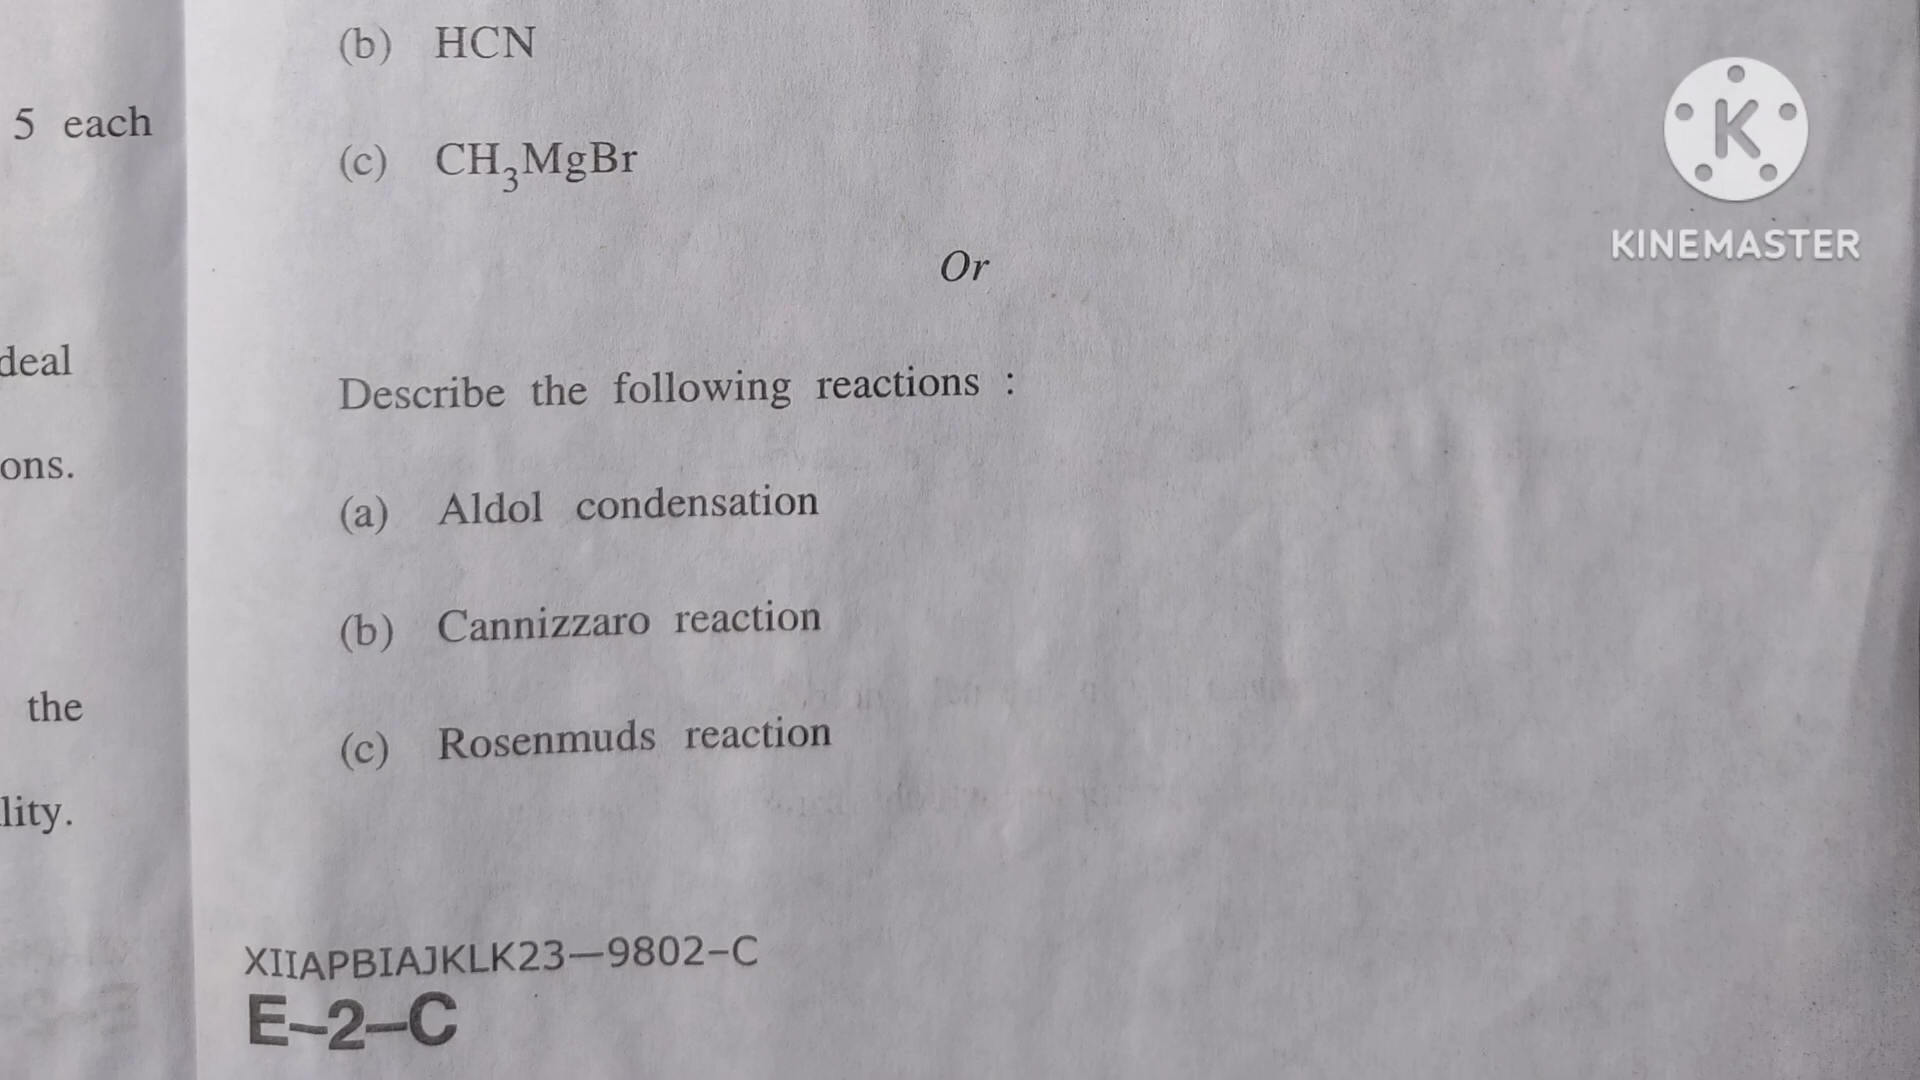 5 each
deal
ons.
the
lity.
(b) HCN
(c) CH₃MgBr
Or
Describe the following reactions :
(a) Aldol condensation
(b) Cannizzaro reaction
(c) Rosenmuds reaction
XIIAPBIAJKLK23—9802–C
E–2–C
K
KINEMASTER